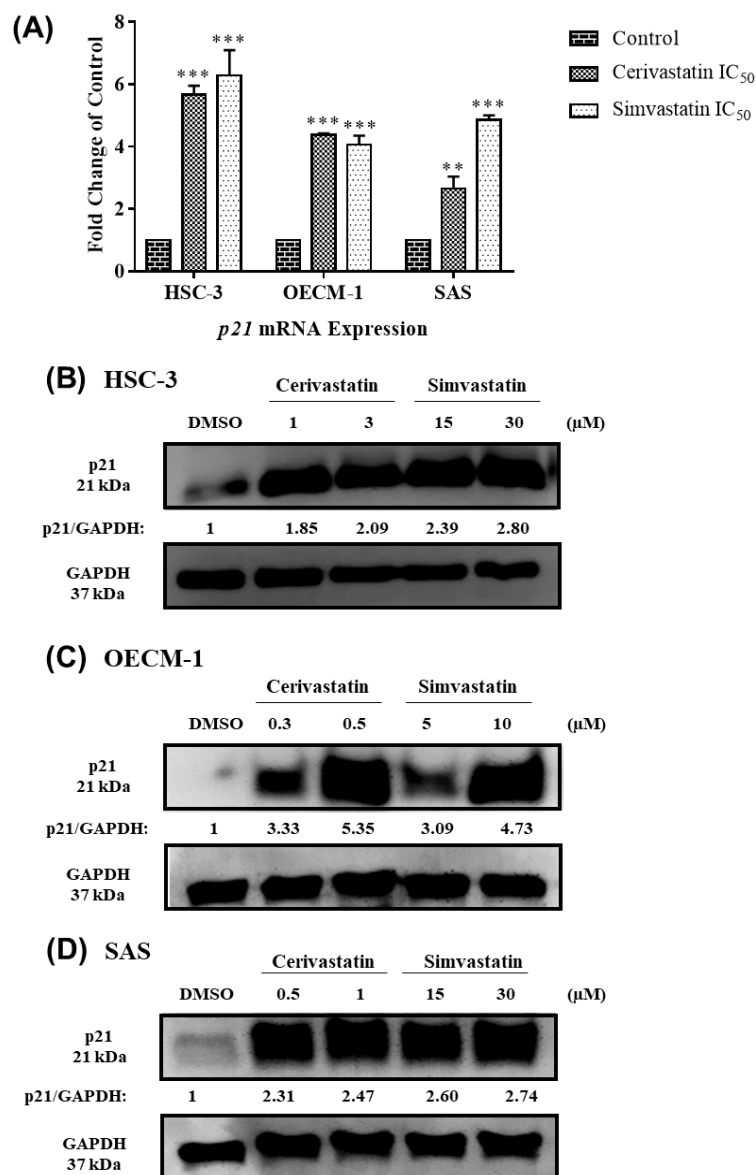 (A)
8
6
4
2
0
Fold Change of Control
*** ***
*** ***
** ***
HSC-3 OECM-1 SAS
p21 mRNA Expression
Control
Cerivastatin IC50
Simvastatin IC50
(B) HSC-3
Cerivastatin Simvastatin
DMSO 1 3 15 30 (µM)
p21
21 kDa
p21/GAPDH: 1 1.85 2.09 2.39 2.80
GAPDH
37 kDa
(C) OECM-1
Cerivastatin Simvastatin
DMSO 0.3 0.5 5 10 (µM)
p21
21 kDa
p21/GAPDH: 1 3.33 5.35 3.09 4.73
GAPDH
37 kDa
(D) SAS
Cerivastatin Simvastatin
DMSO 0.5 1 15 30 (µM)
p21
21 kDa
p21/GAPDH: 1 2.31 2.47 2.60 2.74
GAPDH
37 kDa